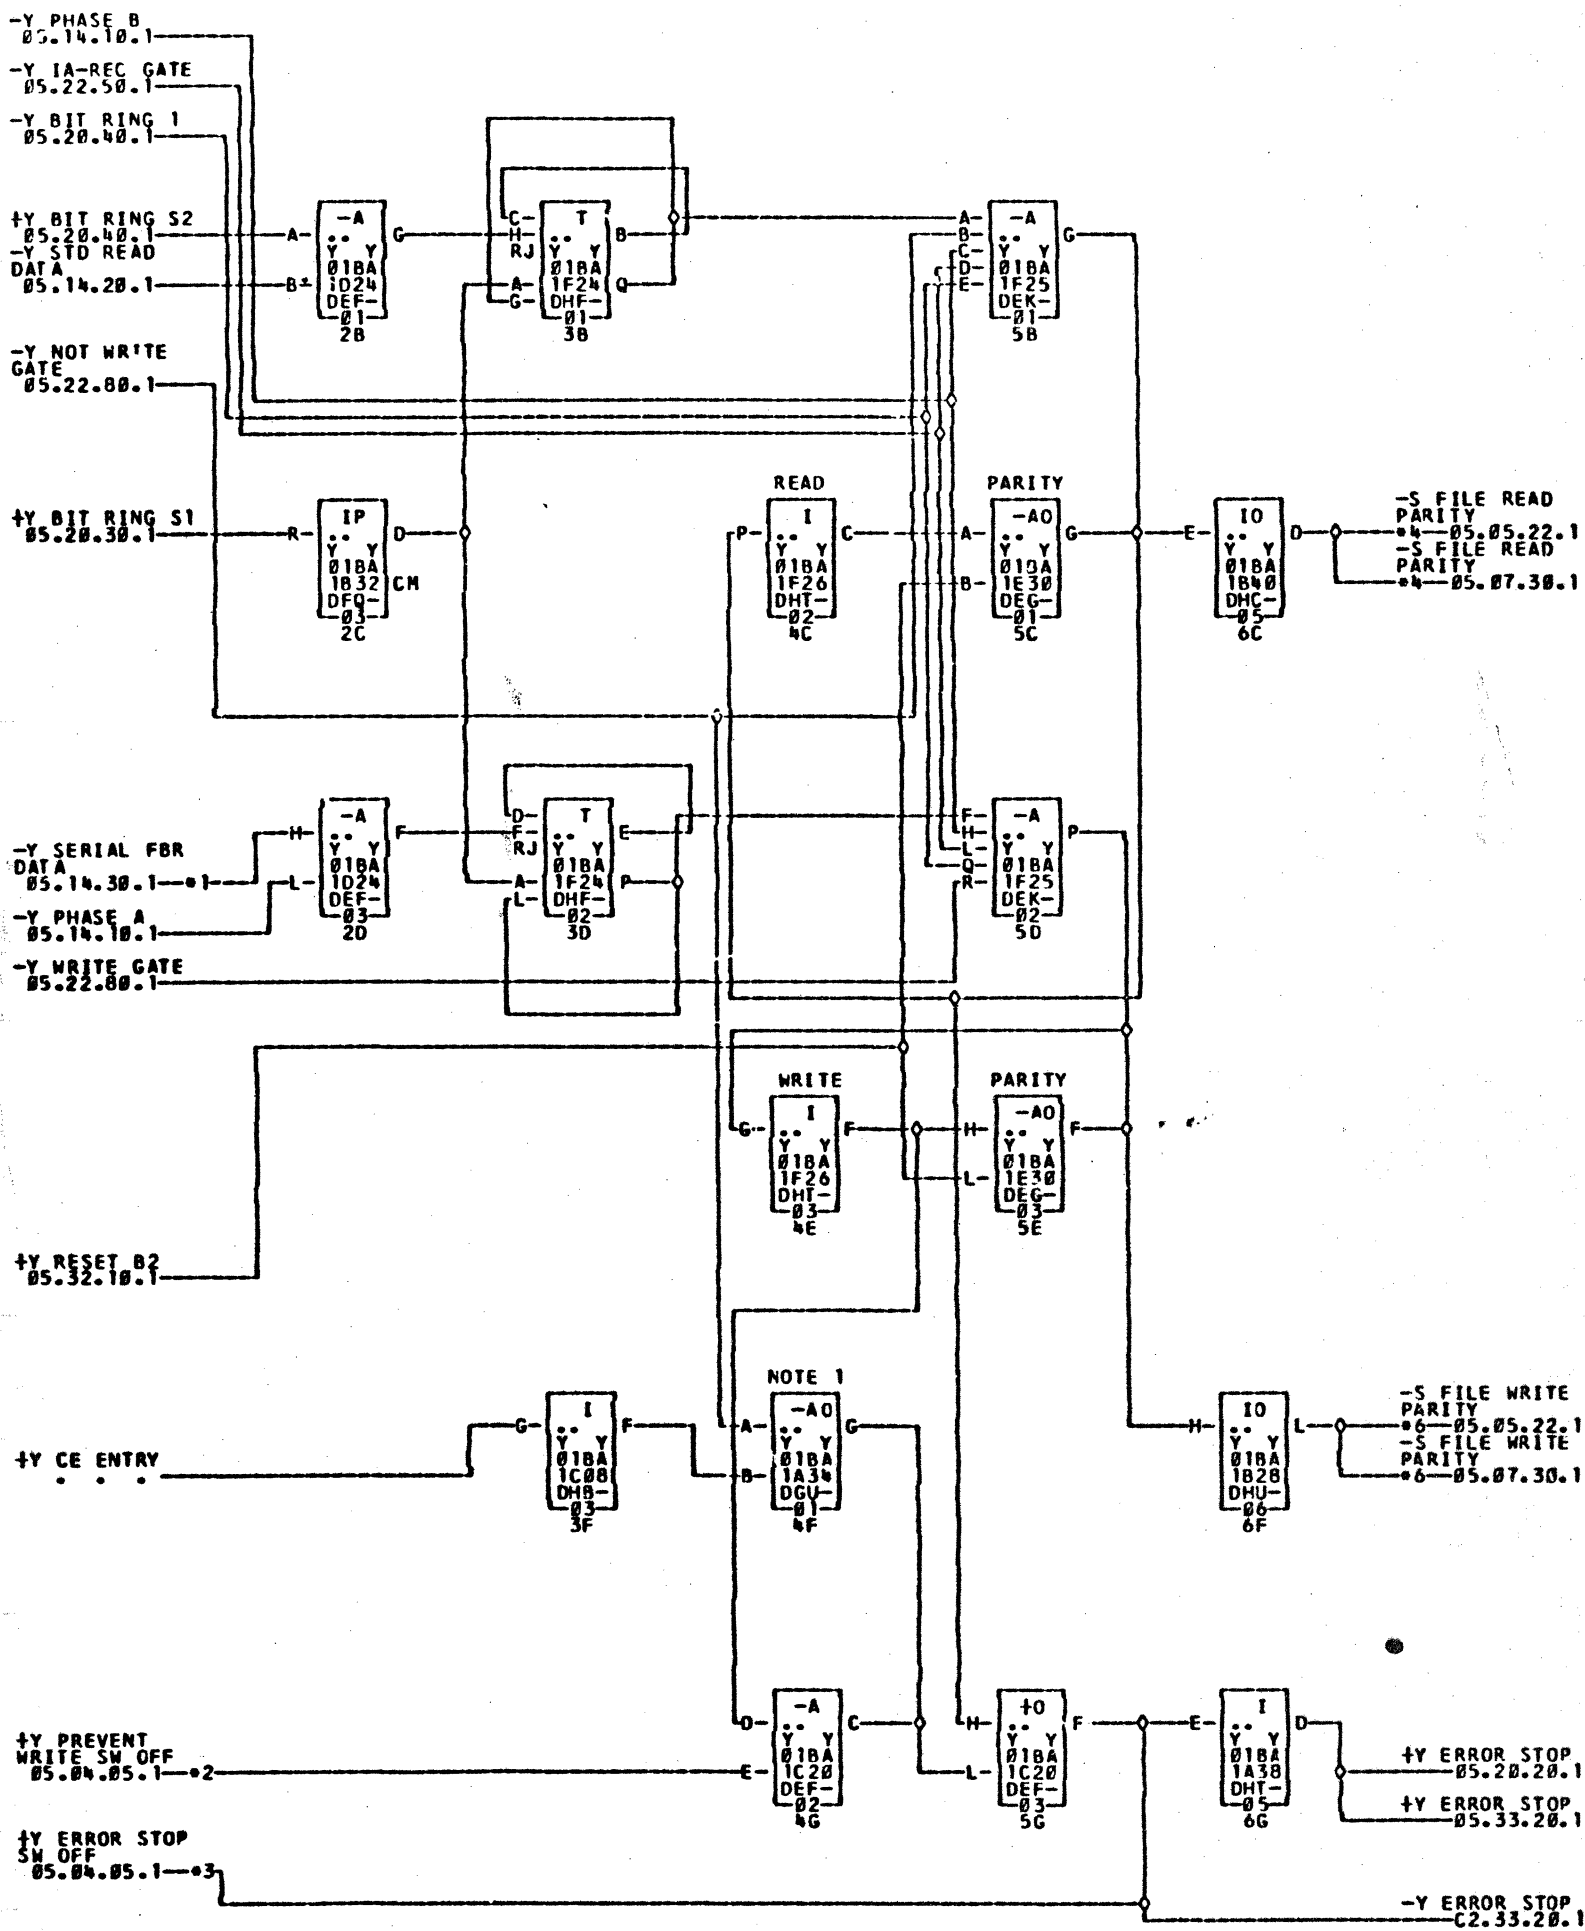 -Y PHASE B
05.14.10.1
-Y IA-REC GATE
05.22.50.1
-Y BIT RING 1
05.20.40.1
+Y BIT RING S2
05.20.40.1
-Y STD READ
DATA
05.14.20.1
A- -A G
B- Y Y
01BA
1D24
DEF-
01
2B
C- T B
H-
RJ Y Y
01BA
A- 1F24 Q
G- DHF-
01
3B
A- -A G
B-
C- Y Y
D- 01BA
E- 1F25
DEK-
01
5B
-Y NOT WRITE
GATE
05.22.80.1
+Y BIT RING S1
05.20.30.1
R- IP D
Y Y
01BA
1B32 CM
DFQ-
03
2C
READ
P- I C
Y Y
01BA
1F26
DHT-
02
4C
PARITY
A- -AO G
Y Y
01BA
B- 1E30
DEG-
01
5C
E- IO D
Y Y
01BA
1B40
DHC-
05
6C
-S FILE READ
PARITY
*4-05.05.22.1
-S FILE READ
PARITY
*4-05.07.30.1
-Y SERIAL FBR
DATA
05.14.30.1-*1
-Y PHASE A
05.14.10.1
-Y WRITE GATE
05.22.80.1
H- -A F
Y Y
01BA
L- 1D24
DEF-
03
2D
D- T E
F-
RJ Y Y
01BA
A- 1F24 P
L- DHF-
02
3D
F- -A P
H-
L- Y Y
Q- 01BA
R- 1F25
DEK-
02
5D
WRITE
G- I F
Y Y
01BA
1F26
DHT-
03
4E
PARITY
H- -AO F
Y Y
01BA
L- 1E30
DEG-
03
5E
+Y RESET B2
05.32.10.1
+Y CE ENTRY
. . .
G- I F
Y Y
01BA
1C08
DHB-
03
3F
NOTE 1
A- -AO G
Y Y
01BA
B- 1A34
DGU-
01
4F
H- IO L
Y Y
01BA
1B28
DHU-
06
6F
-S FILE WRITE
PARITY
*6-05.05.22.1
-S FILE WRITE
PARITY
*6-05.07.30.1
+Y PREVENT
WRITE SW OFF
05.04.05.1-*2
+Y ERROR STOP
SW OFF
05.04.05.1-*3
D- -A C
Y Y
01BA
E- 1C20
DEF-
02
4G
H- +O F
Y Y
01BA
L- 1C20
DEF-
03
5G
E- I D
Y Y
01BA
1A38
DHT-
05
6G
+Y ERROR STOP
05.20.20.1
+Y ERROR STOP
05.33.20.1
-Y ERROR STOP
C2.33.20.1